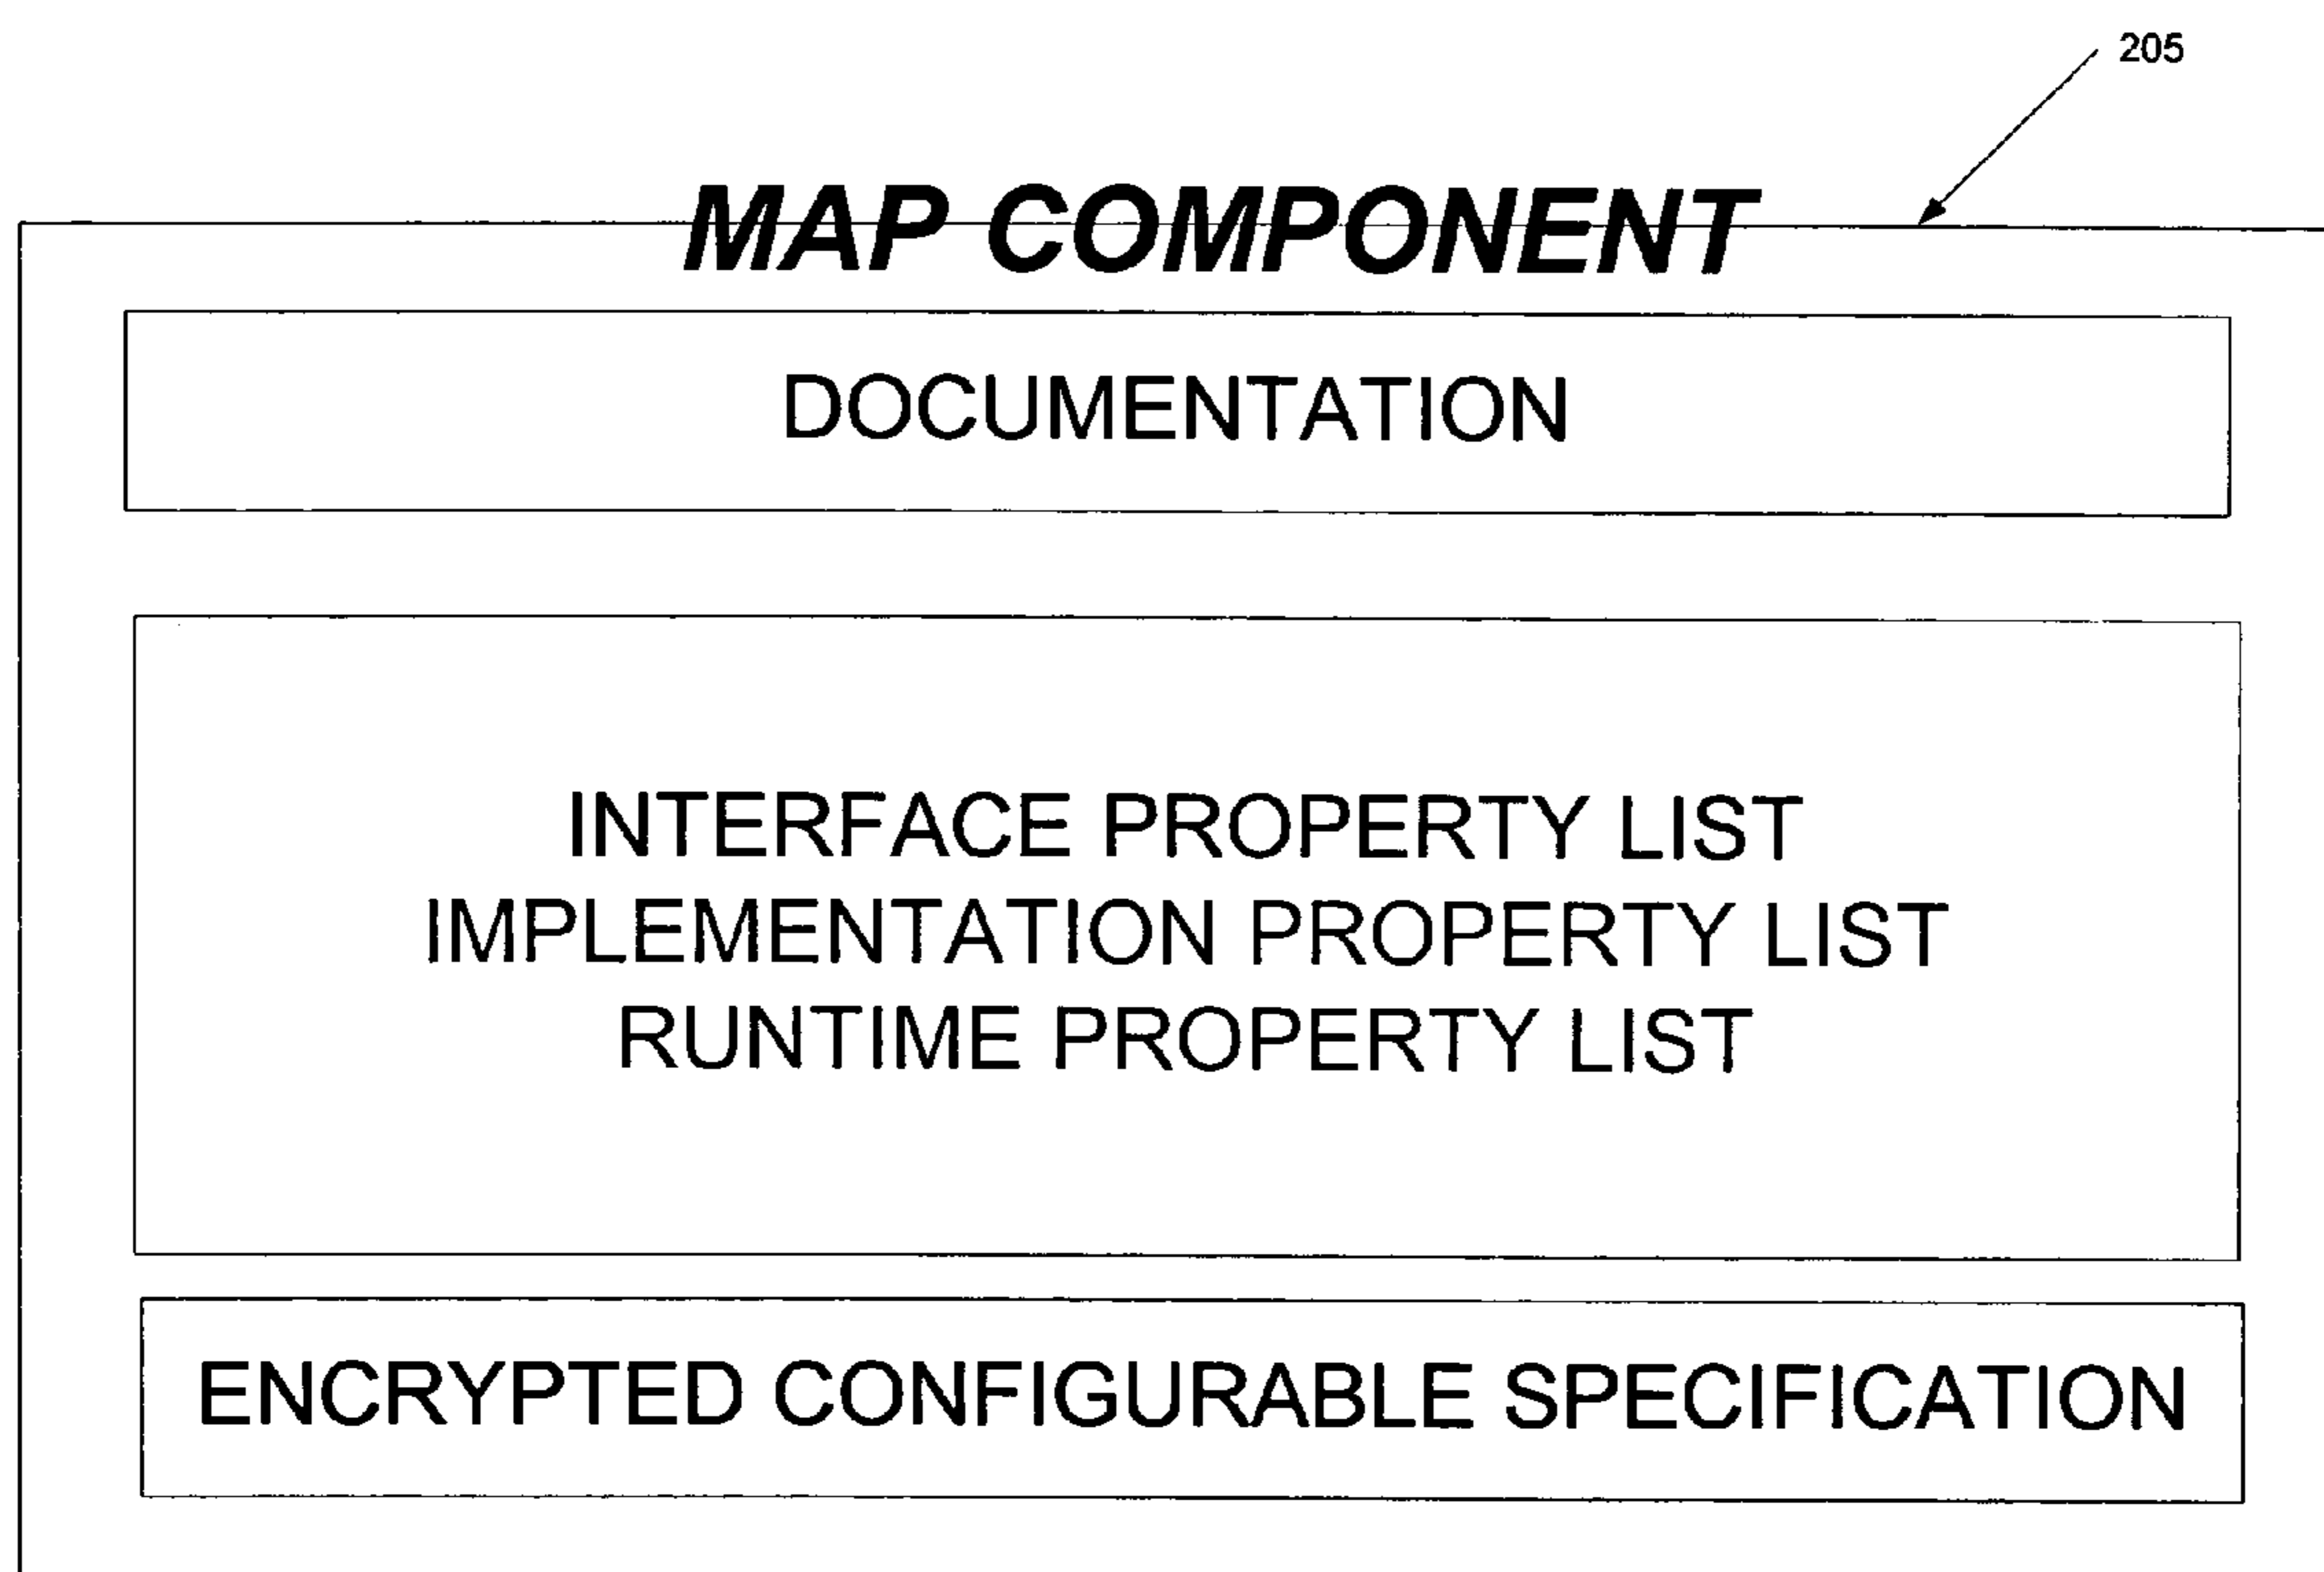 205
MAP COMPONENT
DOCUMENTATION
INTERFACE PROPERTY LIST
IMPLEMENTATION PROPERTY LIST
RUNTIME PROPERTY LIST
ENCRYPTED CONFIGURABLE SPECIFICATION